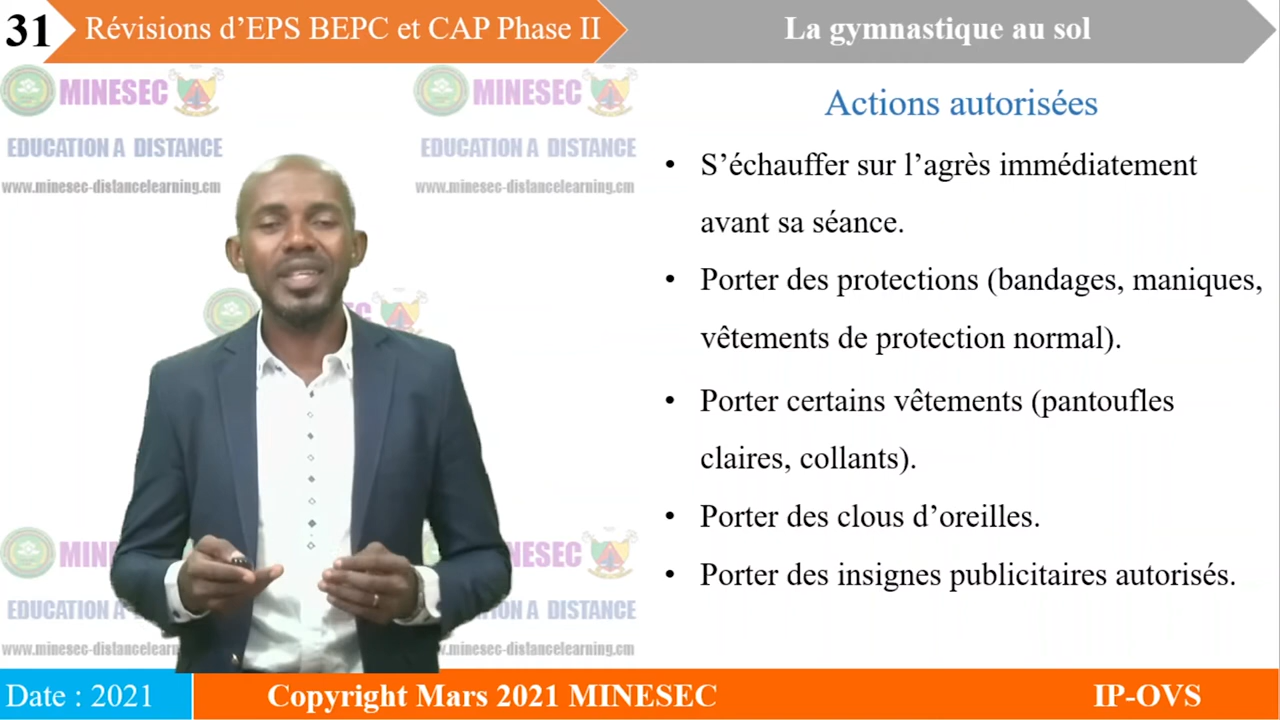 31
Révisions d’EPS BEPC et CAP Phase II
La gymnastique au sol
MINESEC
EDUCATION A DISTANCE
www.minesec-distancelearning.cm
MINESEC
EDUCATION A DISTANCE
www.minesec-distancelearning.cm
Actions autorisées
• S’échauffer sur l’agrès immédiatement
avant sa séance.
• Porter des protections (bandages, maniques,
vêtements de protection normal).
• Porter certains vêtements (pantoufles
claires, collants).
• Porter des clous d’oreilles.
• Porter des insignes publicitaires autorisés.
EDUCATION A
DISTANCE
Date : 2021
Copyright Mars 2021 MINESEC
IP-OVS